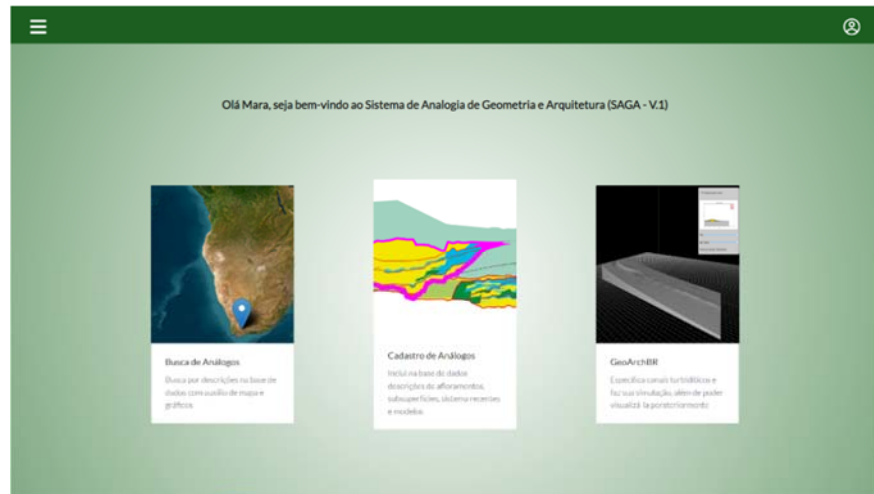 Olá Mara, seja bem-vindo ao Sistema de Analogia de Geometria e Arquitetura (SAGA - V.1)
Busca de Análogos
Busca por descrições na base de
dados com auxílio de mapa e
gráficos
Cadastro de Análogos
Inclui na base de dados
descrições de afloramentos,
subsuperfícies, sistema recentes
e modelos.
GeoArchBR
Especifica canais turbidíticos e
faz sua simulação, além de poder
visualizá-la posteriormente